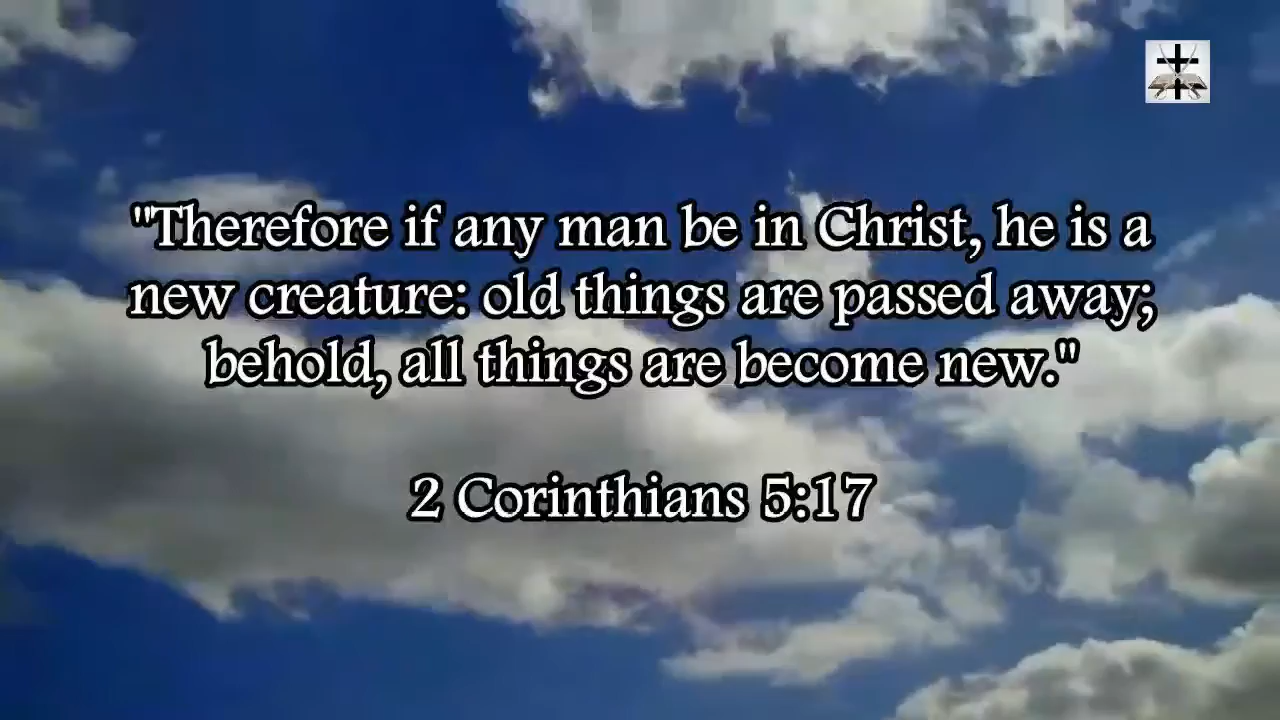 "Therefore if any man be in Christ, he is a
new creature: old things are passed away;
behold, all things are become new."
2 Corinthians 5:17